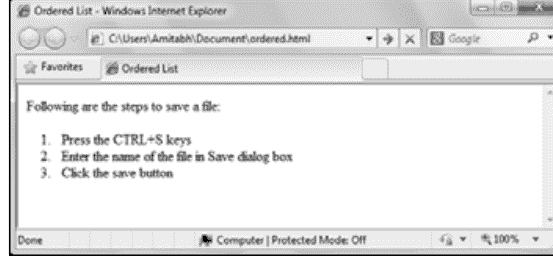 Ordered List - Windows Internet Explorer
C:\Users\Amitabh\Document\ordered.html
Google
Favorites
Ordered List
Following are the steps to save a file:
1. Press the CTRL+S keys
2. Enter the name of the file in Save dialog box
3. Click the save button
Done
Computer | Protected Mode: Off
100%